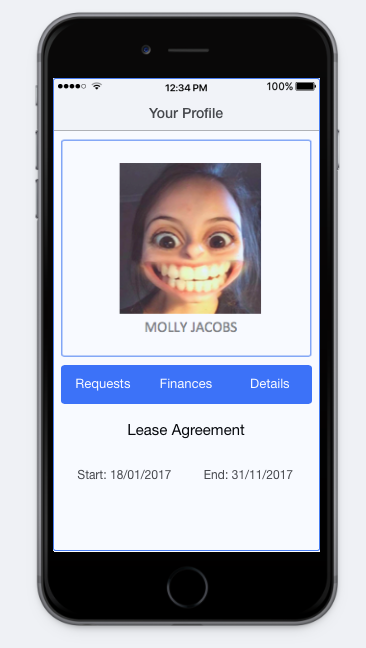 12:34 PM 100%
Your Profile
MOLLY JACOBS
Requests Finances Details
Lease Agreement
Start: 18/01/2017 End: 31/11/2017